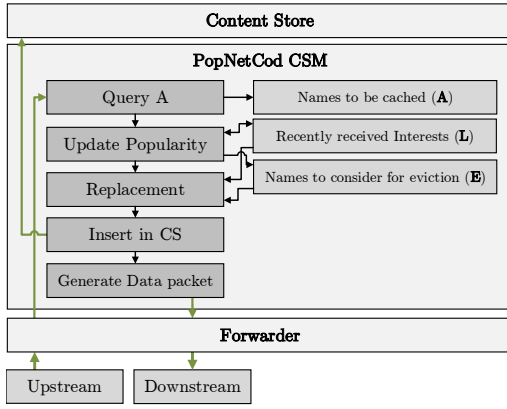 Content Store
PopNetCod CSM
Query A
Names to be cached (A)
Update Popularity
Recently received Interests (L)
Replacement
Names to consider for eviction (E)
Insert in CS
Generate Data packet
Forwarder
Upstream
Downstream